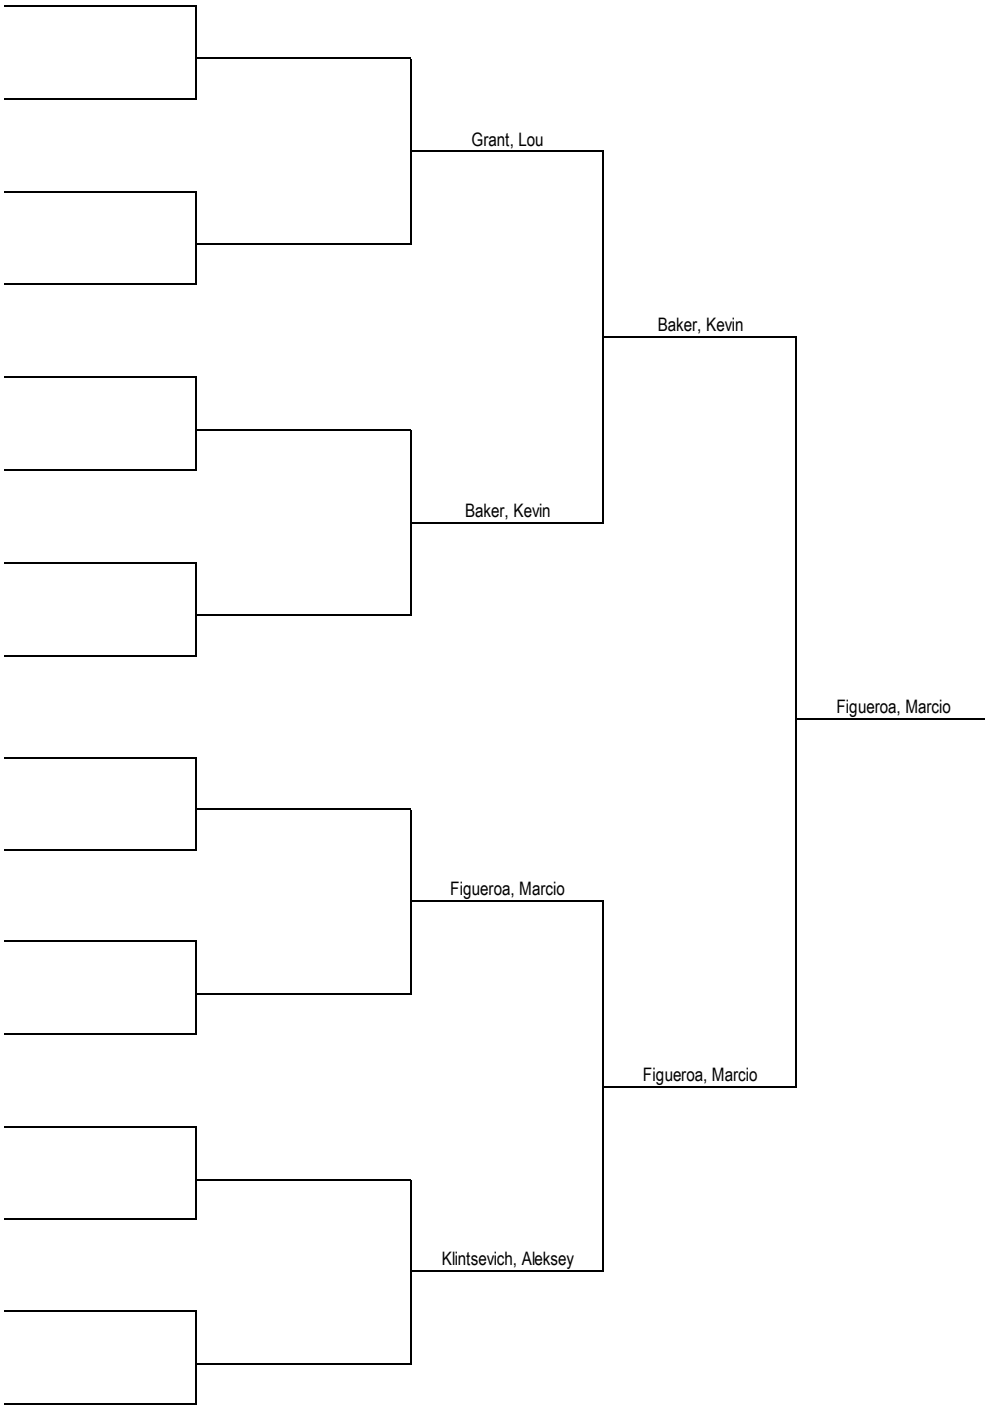 Grant, Lou
Baker, Kevin
Baker, Kevin
Figueroa, Marcio
Figueroa, Marcio
Figueroa, Marcio
Klintsevich, Aleksey